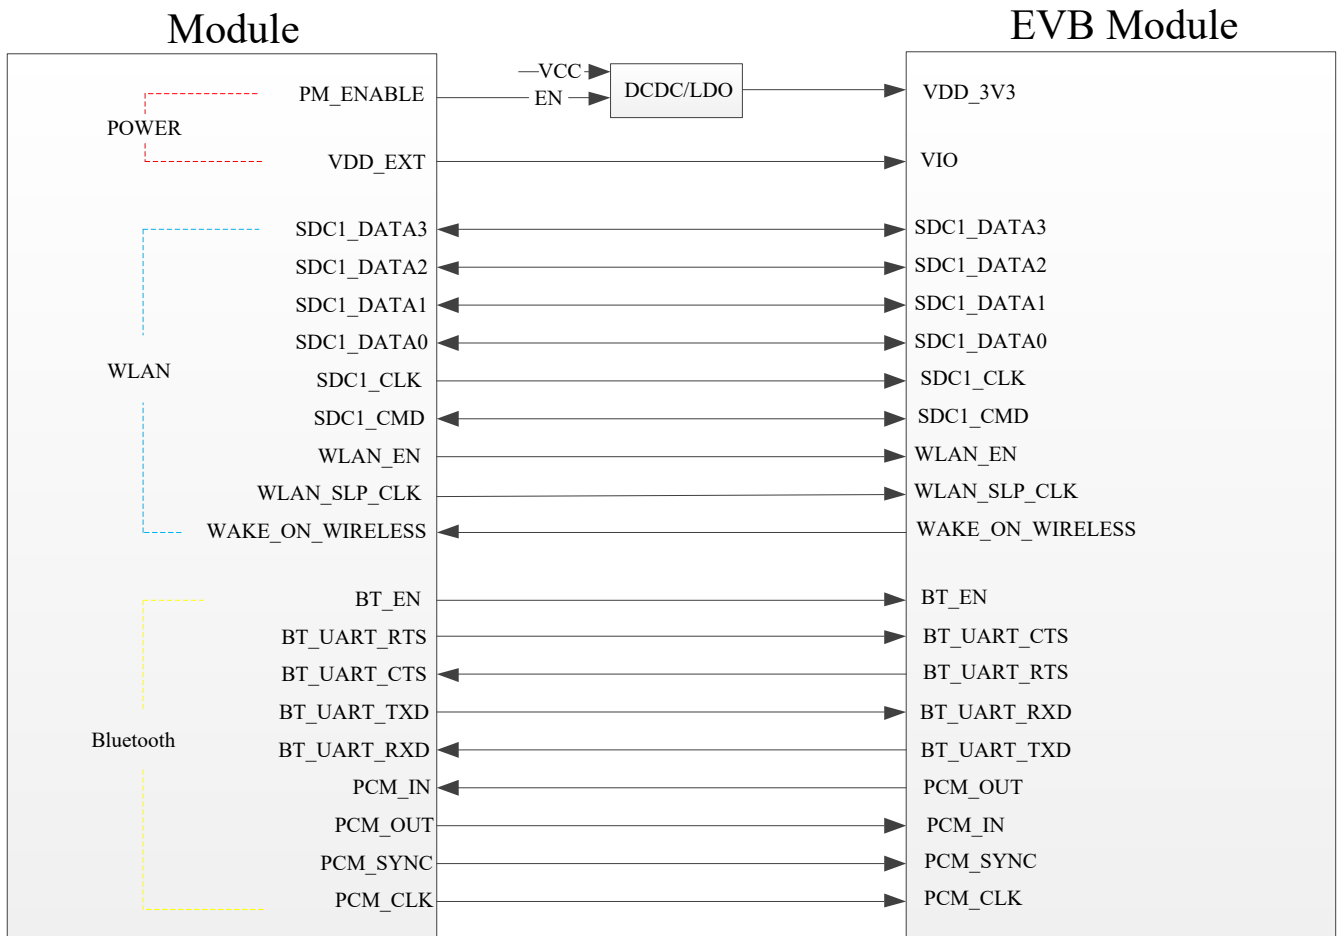 Module
EVB Module
PM_ENABLE
VCC
EN
DCDC/LDO
VDD_3V3
POWER
VDD_EXT
VIO
SDC1_DATA3
SDC1_DATA3
SDC1_DATA2
SDC1_DATA2
SDC1_DATA1
SDC1_DATA1
SDC1_DATA0
SDC1_DATA0
WLAN
SDC1_CLK
SDC1_CLK
SDC1_CMD
SDC1_CMD
WLAN_EN
WLAN_EN
WLAN_SLP_CLK
WLAN_SLP_CLK
WAKE_ON_WIRELESS
WAKE_ON_WIRELESS
BT_EN
BT_EN
BT_UART_RTS
BT_UART_CTS
BT_UART_CTS
BT_UART_RTS
BT_UART_TXD
BT_UART_RXD
Bluetooth
BT_UART_RXD
BT_UART_TXD
PCM_IN
PCM_OUT
PCM_OUT
PCM_IN
PCM_SYNC
PCM_SYNC
PCM_CLK
PCM_CLK